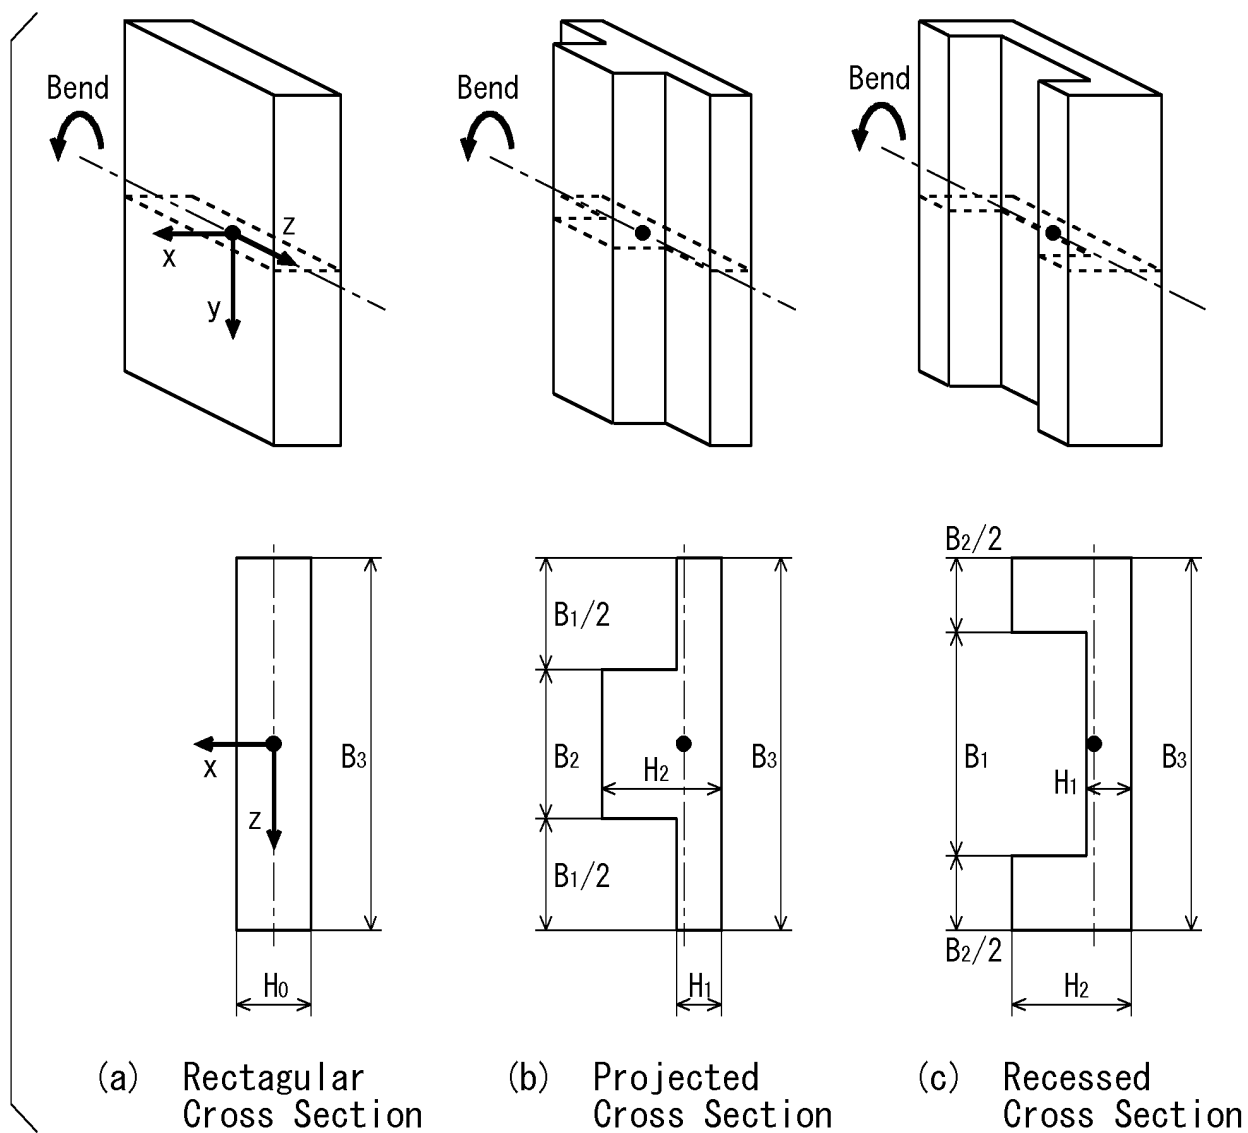 Bend
Bend
Bend
z
x
y
B2/2
B1/2
B3
x
z
B2
H2
B3
B1
H1
B3
B1/2
B2/2
H0
H1
H2
(a) Rectagular
Cross Section
(b) Projected
Cross Section
(c) Recessed
Cross Section